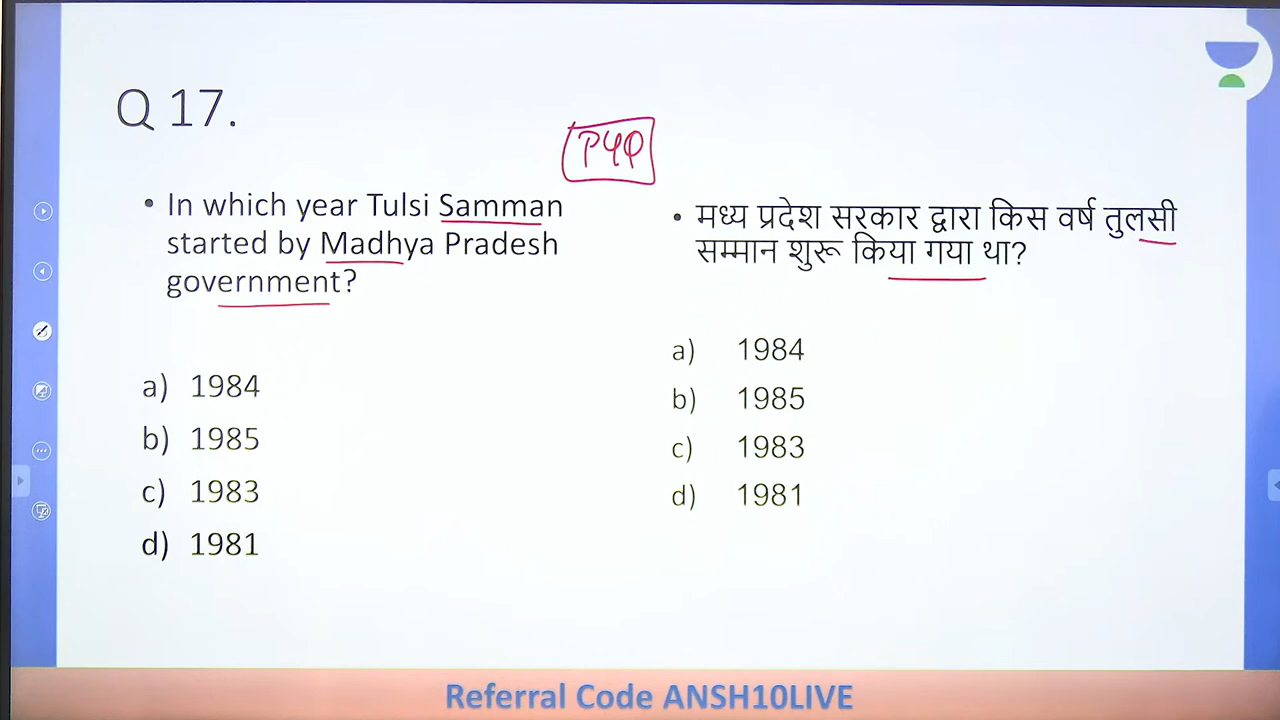 Q 17.
PYQ
• In which year Tulsi Samman
started by Madhya Pradesh
government?
a) 1984
b) 1985
c) 1983
d) 1981
• मध्य प्रदेश सरकार द्वारा किस वर्ष तुलसी
सम्मान शुरू किया गया था?
a) 1984
b) 1985
c) 1983
d) 1981
Referral Code ANSH10LIVE